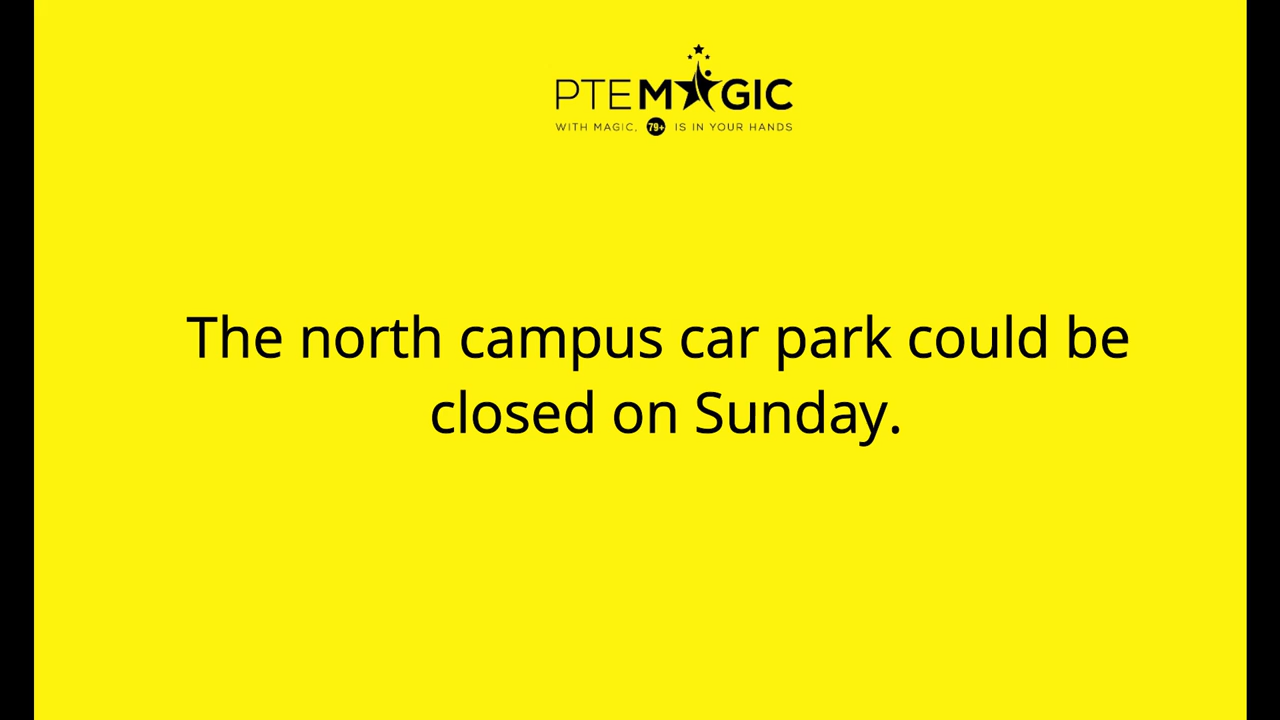 PTEMAGIC
WITH MAGIC, 79+ IS IN YOUR HANDS
The north campus car park could be
closed on Sunday.